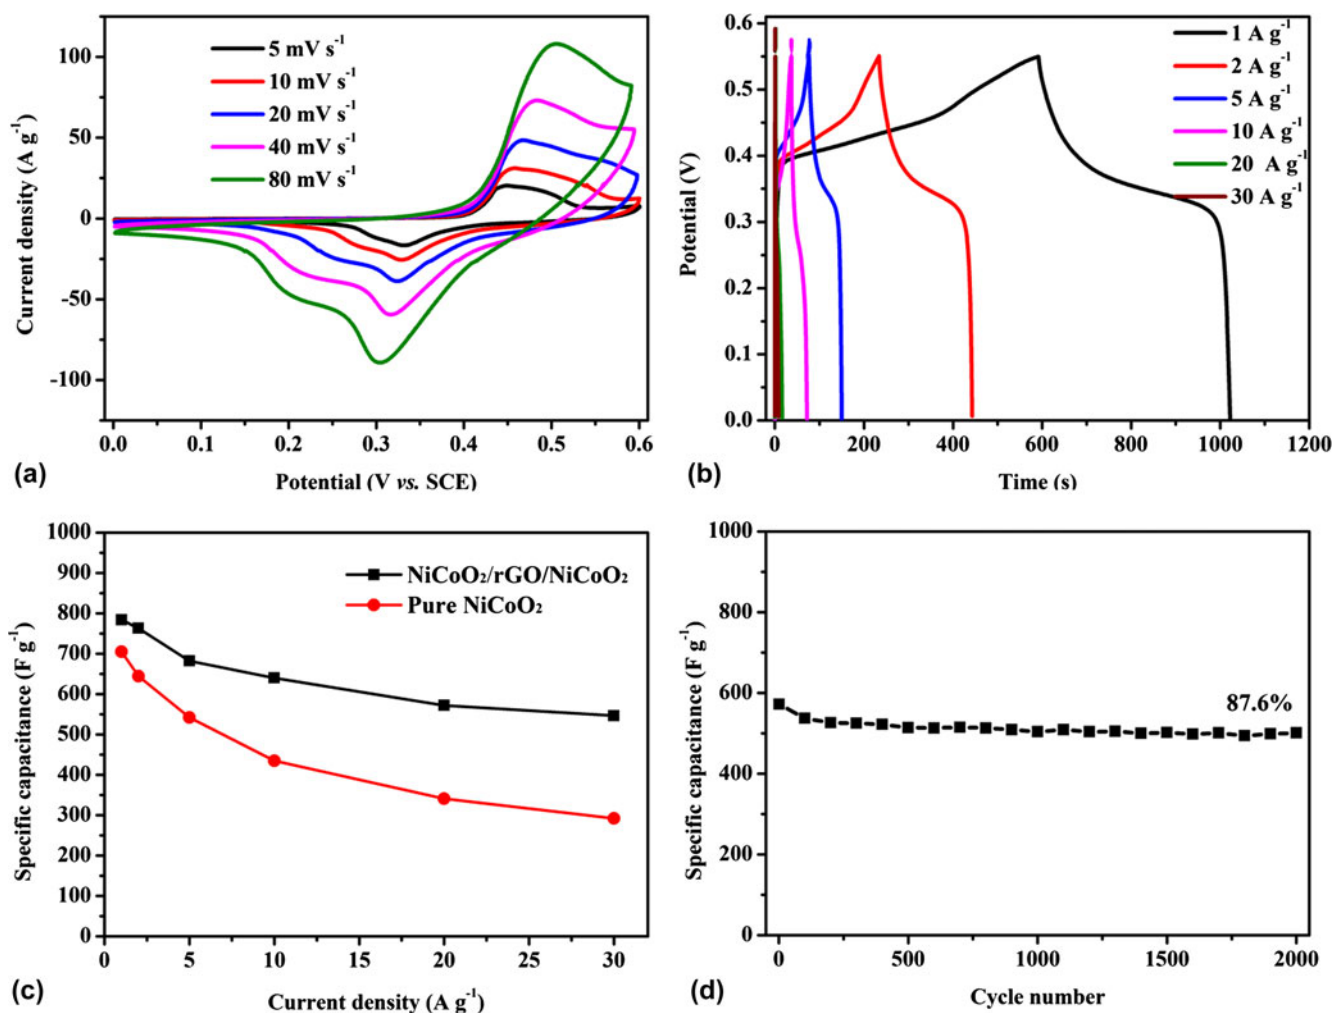 100
50
0
-50
-100
Current density (A g⁻¹)
5 mV s⁻¹
10 mV s⁻¹
20 mV s⁻¹
40 mV s⁻¹
80 mV s⁻¹
0.0 0.1 0.2 0.3 0.4 0.5 0.6
Potential (V vs. SCE)
(a)
0.6
0.5
0.4
0.3
0.2
0.1
0.0
Potential (V)
1 A g⁻¹
2 A g⁻¹
5 A g⁻¹
10 A g⁻¹
20 A g⁻¹
30 A g⁻¹
0 200 400 600 800 1000 1200
Time (s)
(b)
1000
900
800
700
600
500
400
300
200
100
0
Specific capacitance (F g⁻¹)
NiCoO₂/rGO/NiCoO₂
Pure NiCoO₂
0 5 10 15 20 25 30
Current density (A g⁻¹)
(c)
1000
800
600
400
200
0
Specific capacitance (F g⁻¹)
87.6%
0 500 1000 1500 2000
Cycle number
(d)